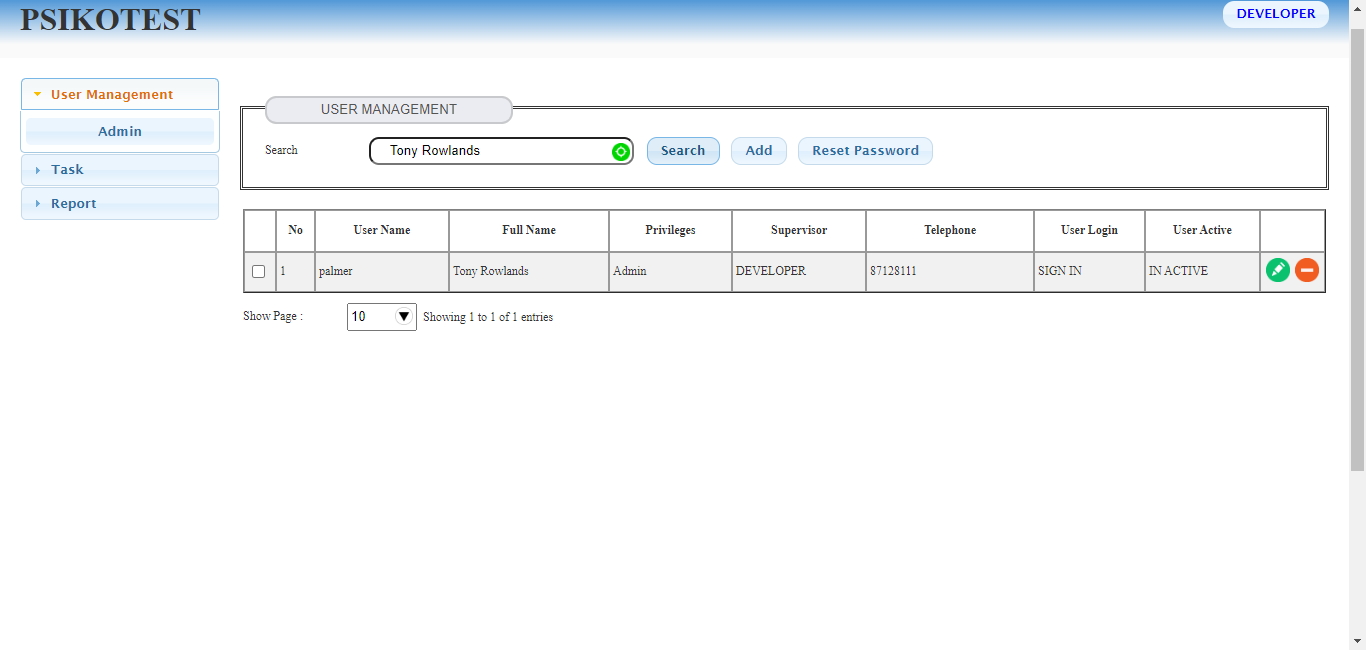 PSIKOTEST
DEVELOPER
User Management
Admin
Task
Report
USER MANAGEMENT
Search Tony Rowlands Search Add Reset Password
No User Name Full Name Privileges Supervisor Telephone User Login User Active
1 palmer Tony Rowlands Admin DEVELOPER 87128111 SIGN IN IN ACTIVE
Show Page : 10 Showing 1 to 1 of 1 entries